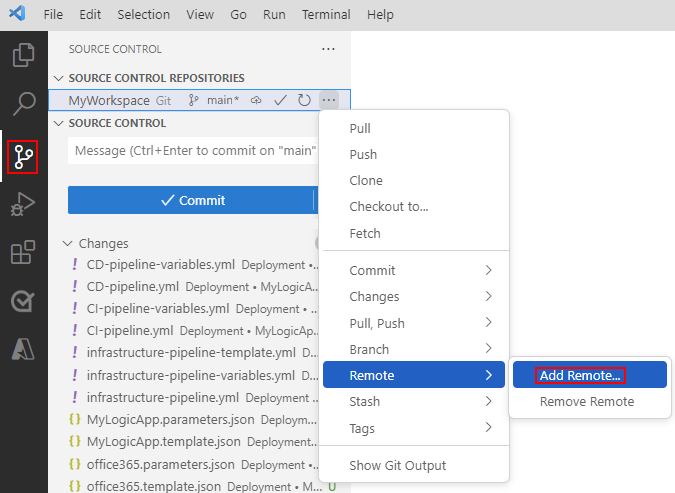 File Edit Selection View Go Run Terminal Help
SOURCE CONTROL ···
SOURCE CONTROL REPOSITORIES
MyWorkspace Git main* ···
SOURCE CONTROL
Message (Ctrl+Enter to commit on "main"
Commit
Changes
! CD-pipeline-variables.yml Deployment •...
! CD-pipeline.yml Deployment • MyLogicA...
! CI-pipeline-variables.yml Deployment •...
! CI-pipeline.yml Deployment • MyLogicAp...
! infrastructure-pipeline-template.yml Dep...
! infrastructure-pipeline-variables.yml De...
! infrastructure-pipeline.yml Deployment •...
{} MyLogicApp.parameters.json Deploym...
{} MyLogicApp.template.json Deployment...
{} office365.parameters.json Deployment...
{} office365.template.json Deployment • M... U
Pull
Push
Clone
Checkout to...
Fetch
Commit
Changes
Pull, Push
Branch
Remote
Stash
Tags
Show Git Output
Add Remote...
Remove Remote